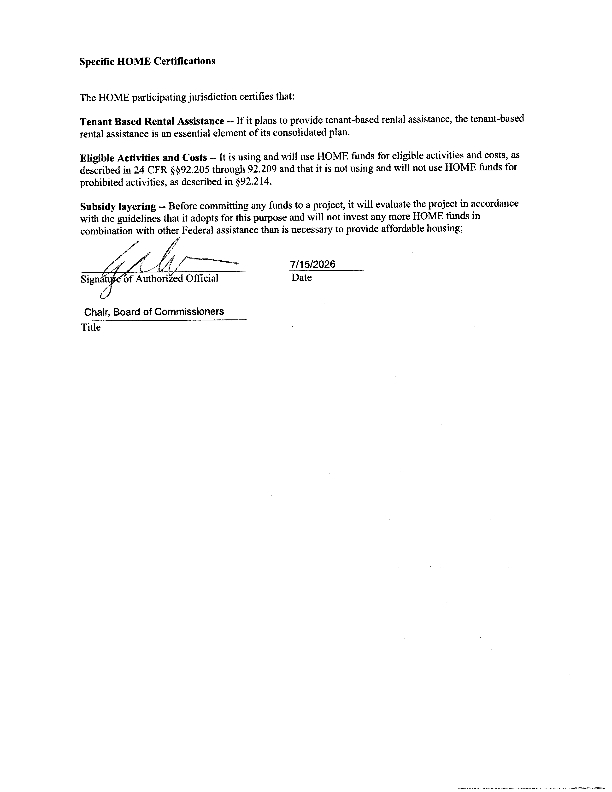 Specific HOME Certifications
The HOME participating jurisdiction certifies that:
Tenant Based Rental Assistance -- If it plans to provide tenant-based rental assistance, the tenant-based
rental assistance is an essential element of its consolidated plan.
Eligible Activities and Costs -- It is using and will use HOME funds for eligible activities and costs, as
described in 24 CFR §§92.205 through 92.209 and that it is not using and will not use HOME funds for
prohibited activities, as described in §92.214.
Subsidy layering -- Before committing any funds to a project, it will evaluate the project in accordance
with the guidelines that it adopts for this purpose and will not invest any more HOME funds in
combination with other Federal assistance than is necessary to provide affordable housing;
7/15/2026
Signature of Authorized Official Date
Chair, Board of Commissioners
Title